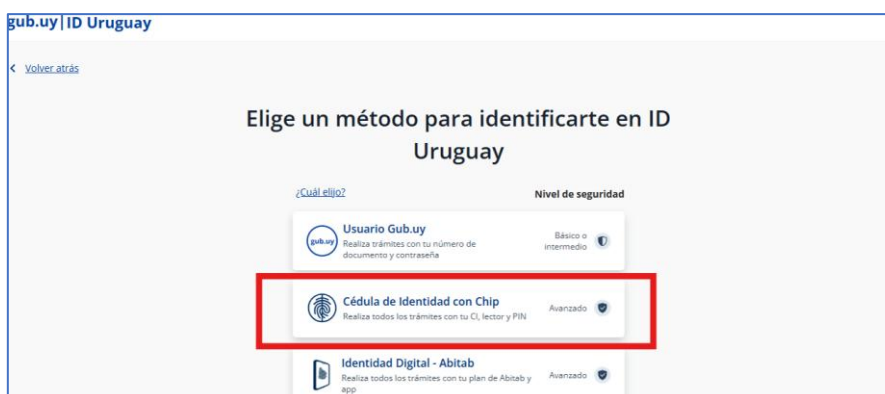 gub.uy|ID Uruguay
Volver atrás
Elige un método para identificarte en ID
Uruguay
¿Cuál elijo?
Nivel de seguridad
gub.uy
Usuario Gub.uy
Realiza trámites con tu número de
documento y contraseña
Básico o
intermedio
Cédula de Identidad con Chip
Realiza todos los trámites con tu CI, lector y PIN
Avanzado
Identidad Digital - Abitab
Realiza todos los trámites con tu plan de Abitab y
app
Avanzado